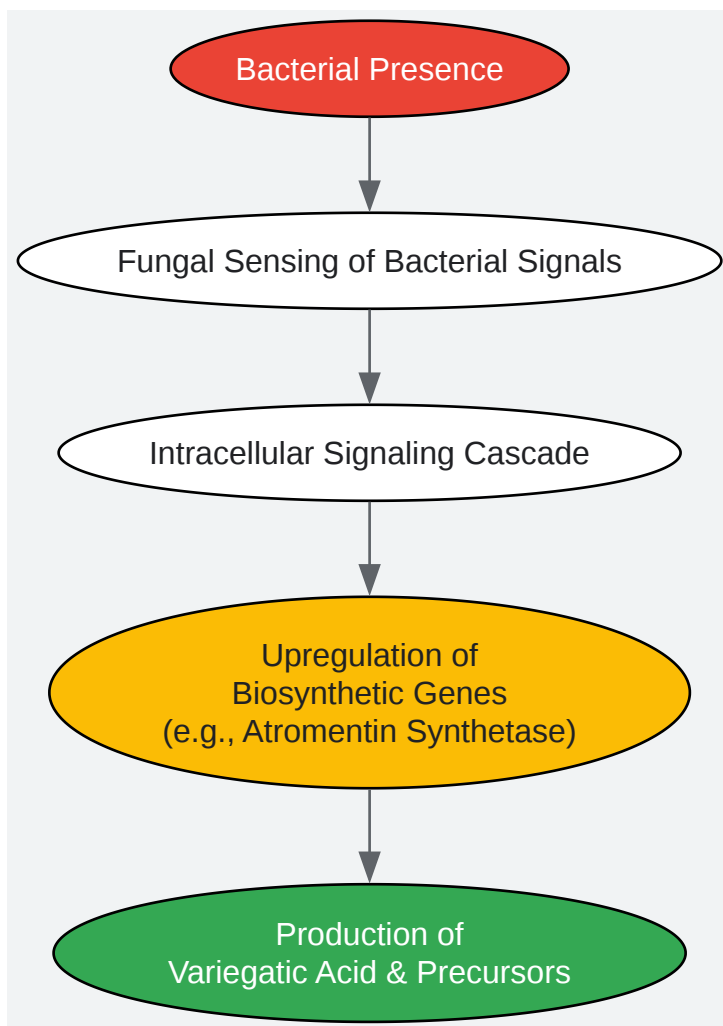 Bacterial Presence
Fungal Sensing of Bacterial Signals
Intracellular Signaling Cascade
Upregulation of
Biosynthetic Genes
(e.g., Atromentin Synthetase)
Production of
Variegatic Acid & Precursors